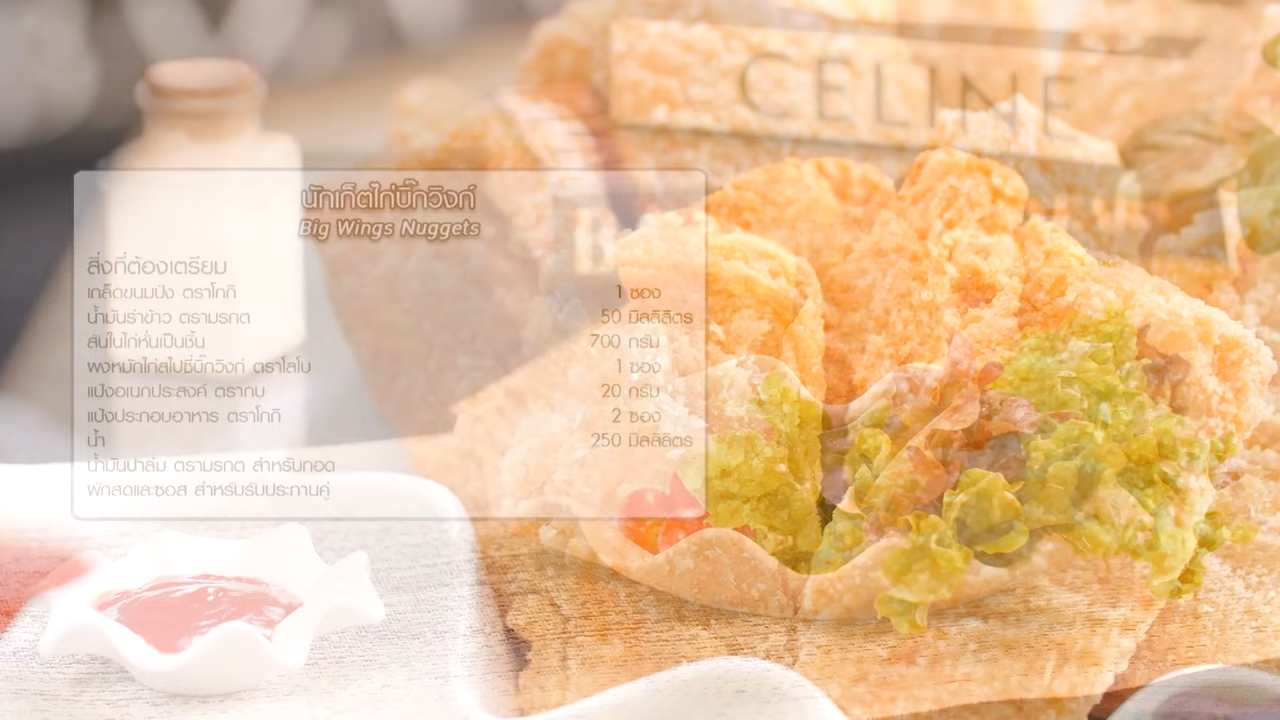 CELINE
นักเก็ตไก่บิ๊กวิงก์
Big Wings Nuggets
สิ่งที่ต้องเตรียม
เกล็ดขนมปัง ตราโกกิ 1 ซอง
น้ำมันรำข้าว ตรามรกต 50 มิลลิลิตร
สันในไก่หั่นเป็นชิ้น 700 กรัม
ผงหมักไก่สไปซี่บิ๊กวิงก์ ตราโลโบ 1 ซอง
แป้งอเนกประสงค์ ตรากบ 20 กรัม
แป้งประกอบอาหาร ตราโกกิ 2 ซอง
น้ำ 250 มิลลิลิตร
น้ำมันปาล์ม ตรามรกต สำหรับทอด
ผักสดและซอส สำหรับรับประทานคู่